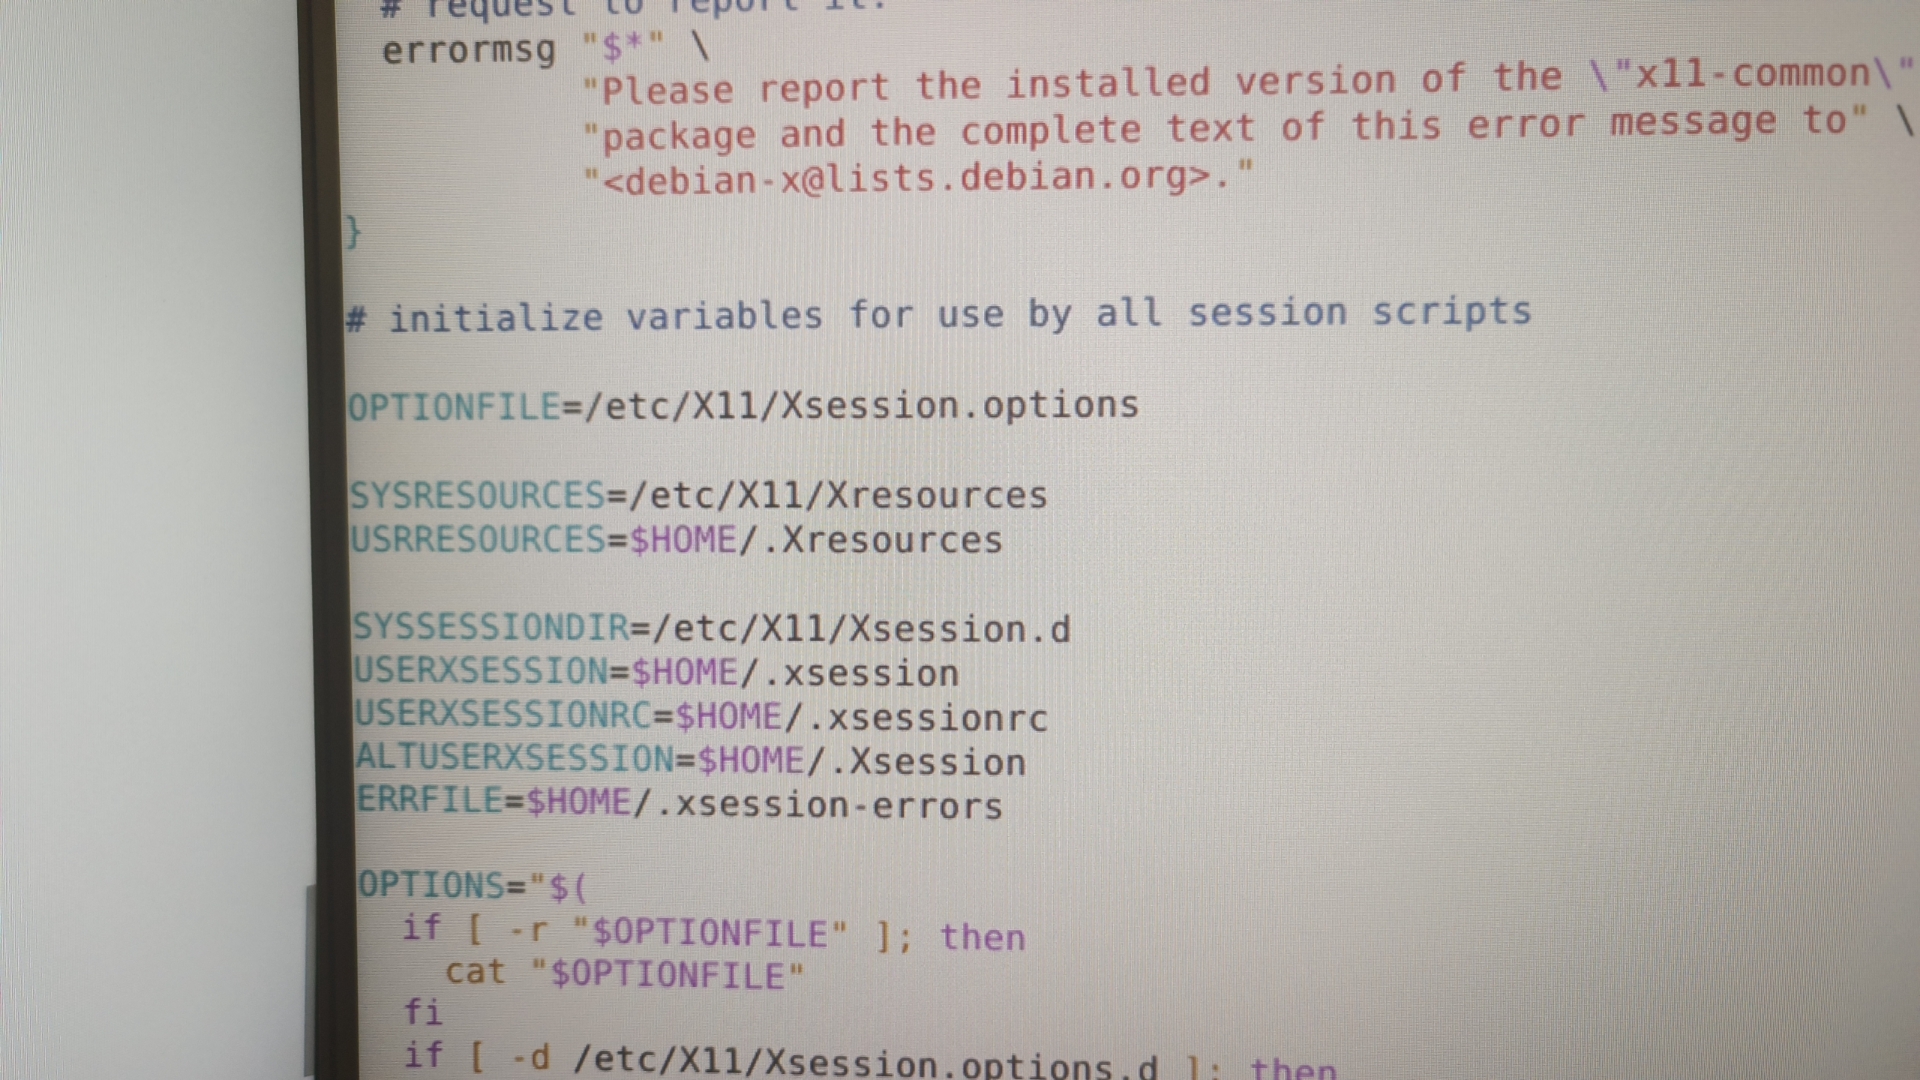 # request to report it.
errormsg "$*" \
"Please report the installed version of the \"x11-common\"
"package and the complete text of this error message to" \
"<debian-x@lists.debian.org>."
}
# initialize variables for use by all session scripts
OPTIONFILE=/etc/X11/Xsession.options
SYSRESOURCES=/etc/X11/Xresources
USRRESOURCES=$HOME/.Xresources
SYSSESSIONDIR=/etc/X11/Xsession.d
USERXSESSION=$HOME/.xsession
USERXSESSIONRC=$HOME/.xsessionrc
ALTUSERXSESSION=$HOME/.Xsession
ERRFILE=$HOME/.xsession-errors
OPTIONS="$(
if [ -r "$OPTIONFILE" ]; then
cat "$OPTIONFILE"
fi
if [ -d /etc/X11/Xsession.options.d ]; then